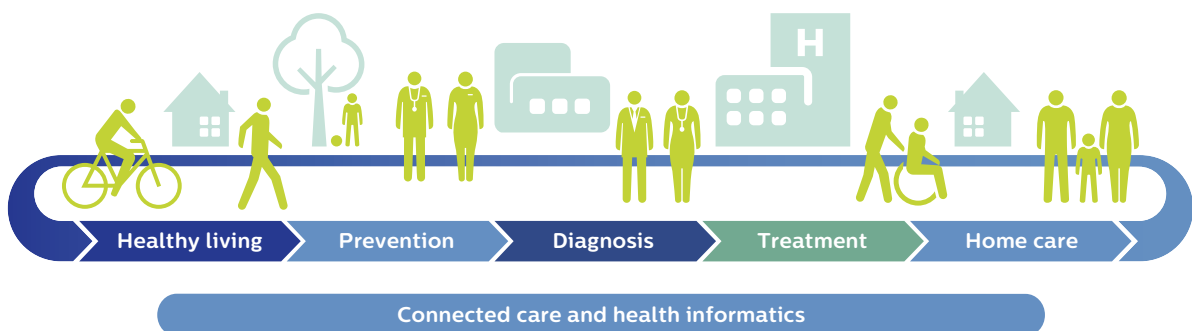 H
Healthy living
Prevention
Diagnosis
Treatment
Home care
Connected care and health informatics